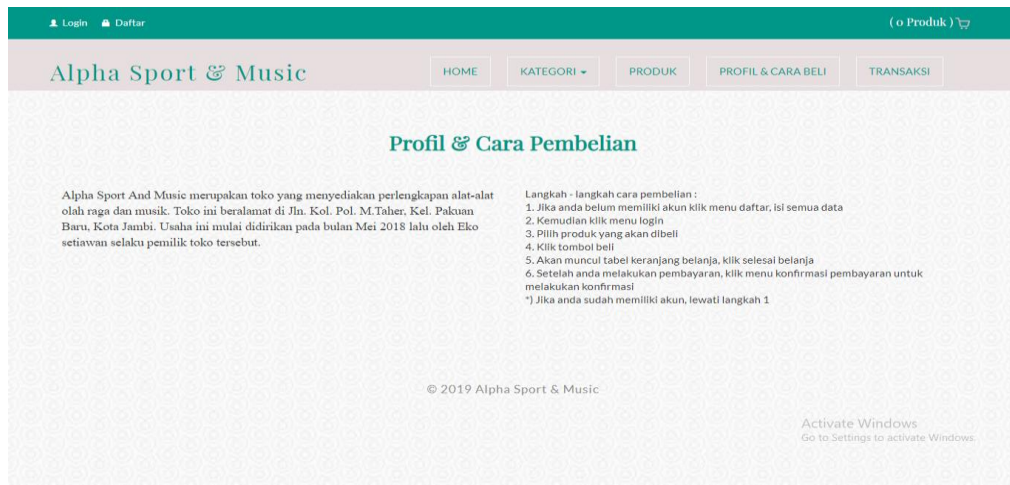 Login Daftar ( 0 Produk )
Alpha Sport & Music HOME KATEGORI PRODUK PROFIL & CARA BELI TRANSAKSI
Profil & Cara Pembelian
Alpha Sport And Music merupakan toko yang menyediakan perlengkapan alat-alat
olah raga dan musik. Toko ini beralamat di Jln. Kol. Pol. M.Taher, Kel. Pakuan
Baru, Kota Jambi. Usaha ini mulai didirikan pada bulan Mei 2018 lalu oleh Eko
setiawan selaku pemilik toko tersebut.
Langkah - langkah cara pembelian :
1. Jika anda belum memiliki akun klik menu daftar, isi semua data
2. Kemudian klik menu login
3. Pilih produk yang akan dibeli
4. Klik tombol beli
5. Akan muncul tabel keranjang belanja, klik selesai belanja
6. Setelah anda melakukan pembayaran, klik menu konfirmasi pembayaran untuk
melakukan konfirmasi
*) Jika anda sudah memiliki akun, lewati langkah 1
© 2019 Alpha Sport & Music
Activate Windows
Go to Settings to activate Windows.